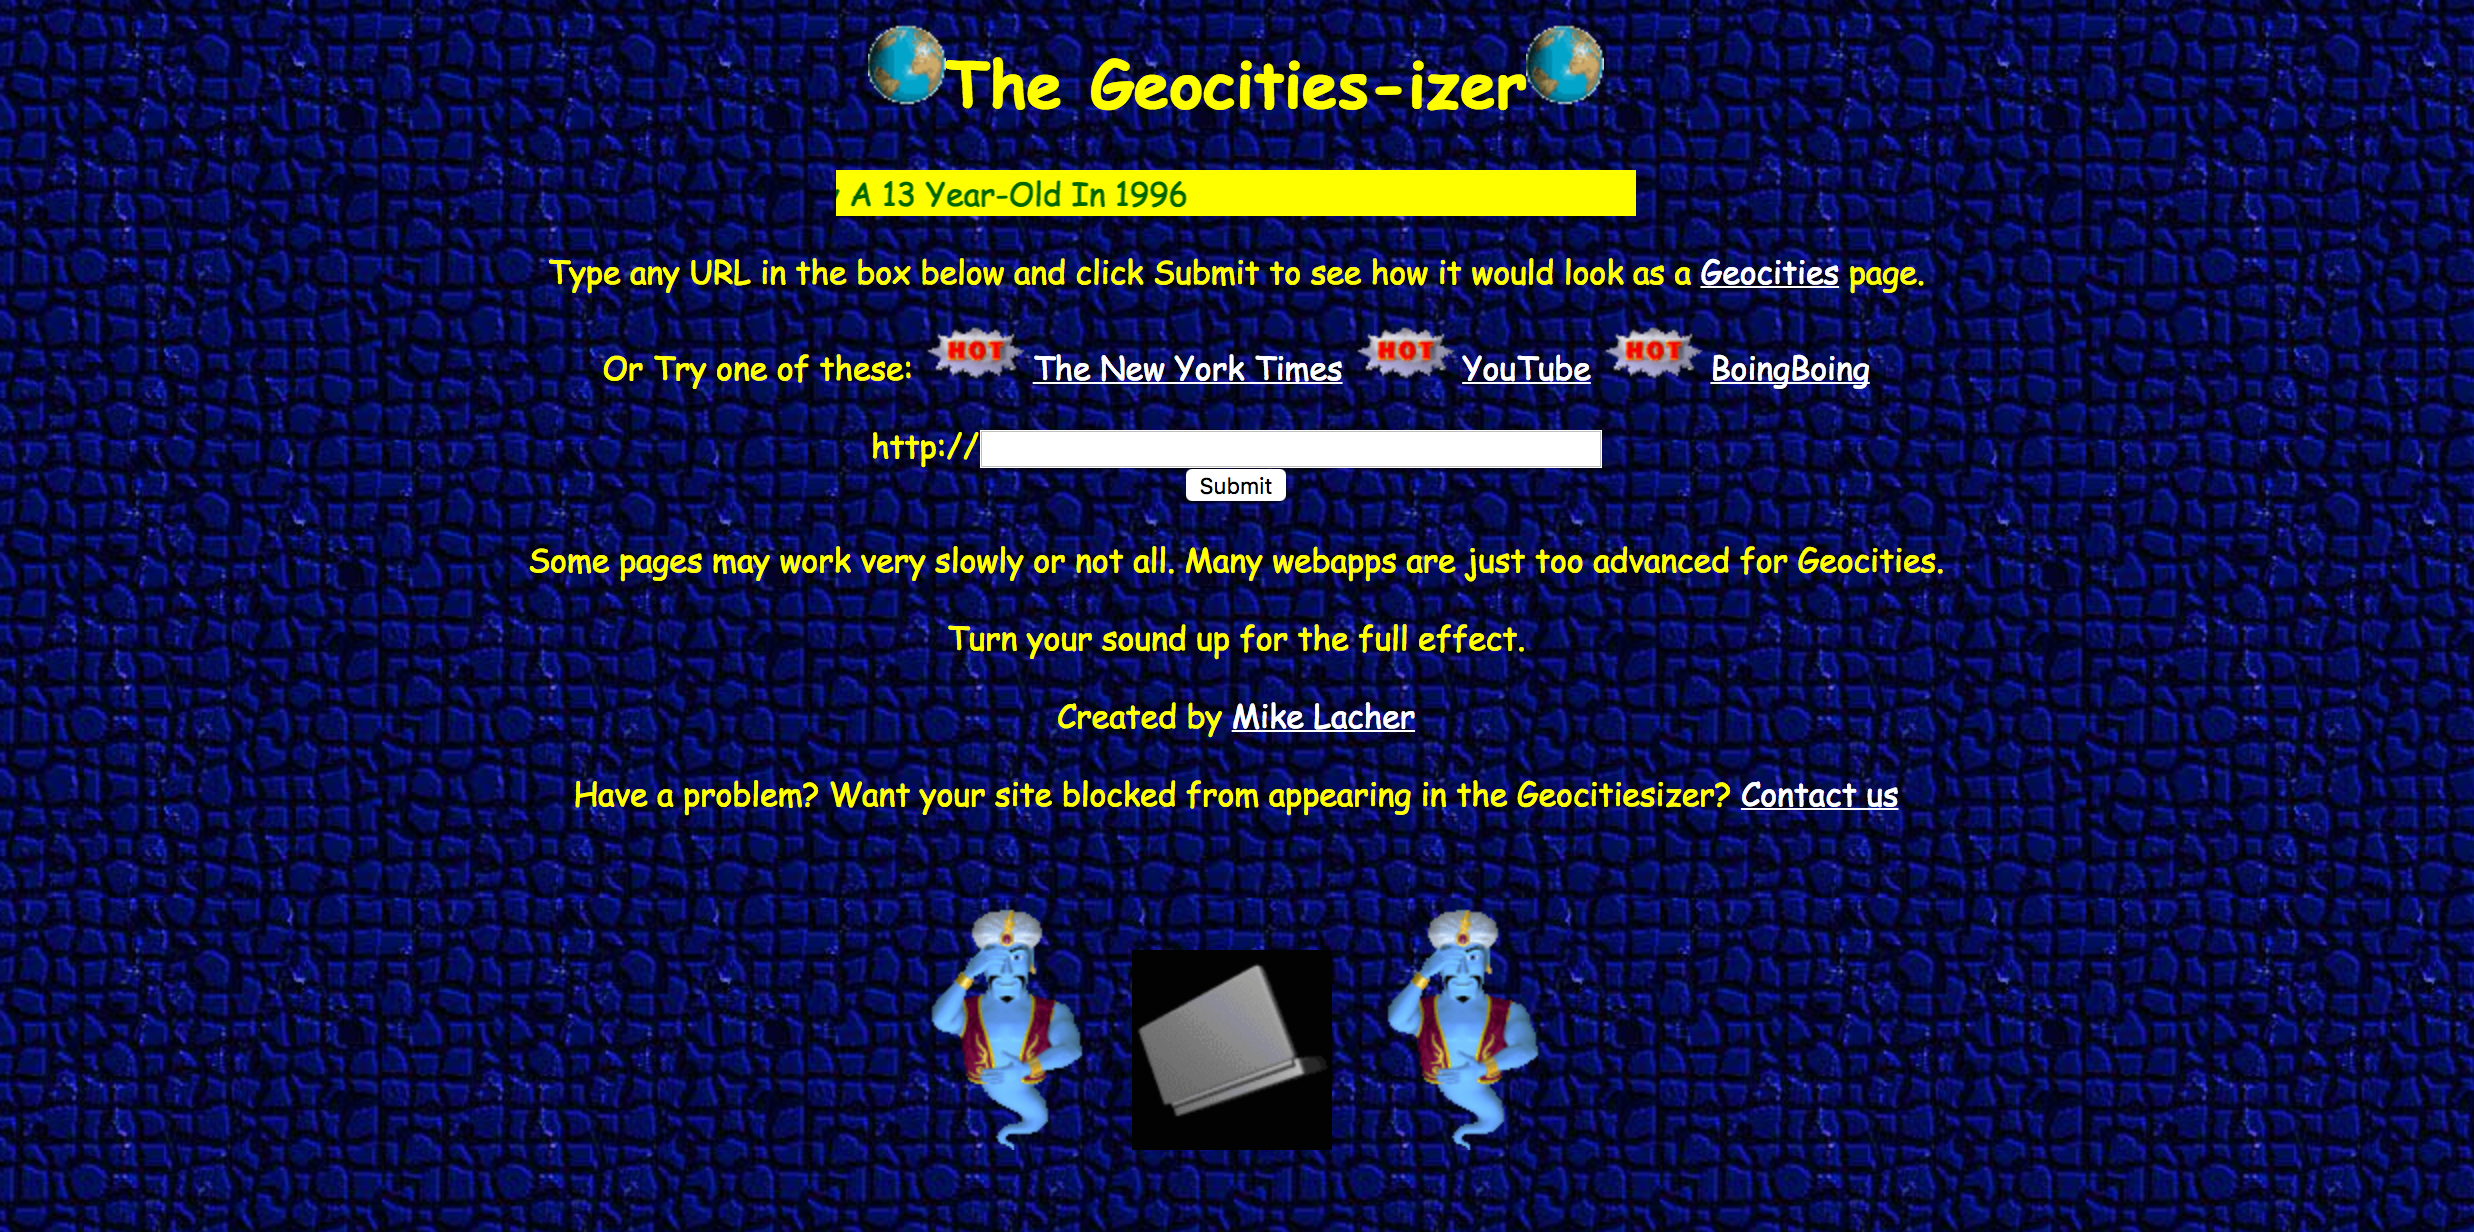 The Geocities-izer
A 13 Year-Old In 1996
Type any URL in the box below and click Submit to see how it would look as a Geocities page.
Or Try one of these: HOT The New York Times HOT YouTube HOT BoingBoing
http://
Submit
Some pages may work very slowly or not all. Many webapps are just too advanced for Geocities.
Turn your sound up for the full effect.
Created by Mike Lacher
Have a problem? Want your site blocked from appearing in the Geocitiesizer? Contact us